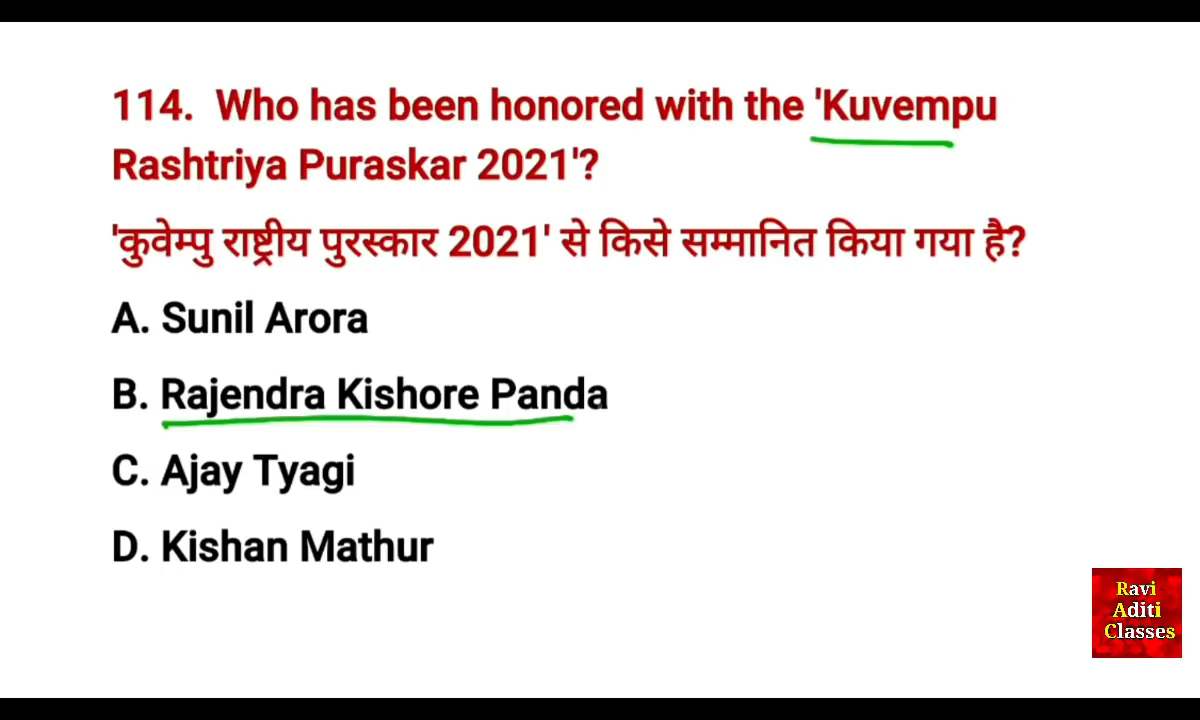 114. Who has been honored with the 'Kuvempu
Rashtriya Puraskar 2021'?
'कुवेम्पु राष्ट्रीय पुरस्कार 2021' से किसे सम्मानित किया गया है?
A. Sunil Arora
B. Rajendra Kishore Panda
C. Ajay Tyagi
D. Kishan Mathur
Ravi
Aditi
Classes